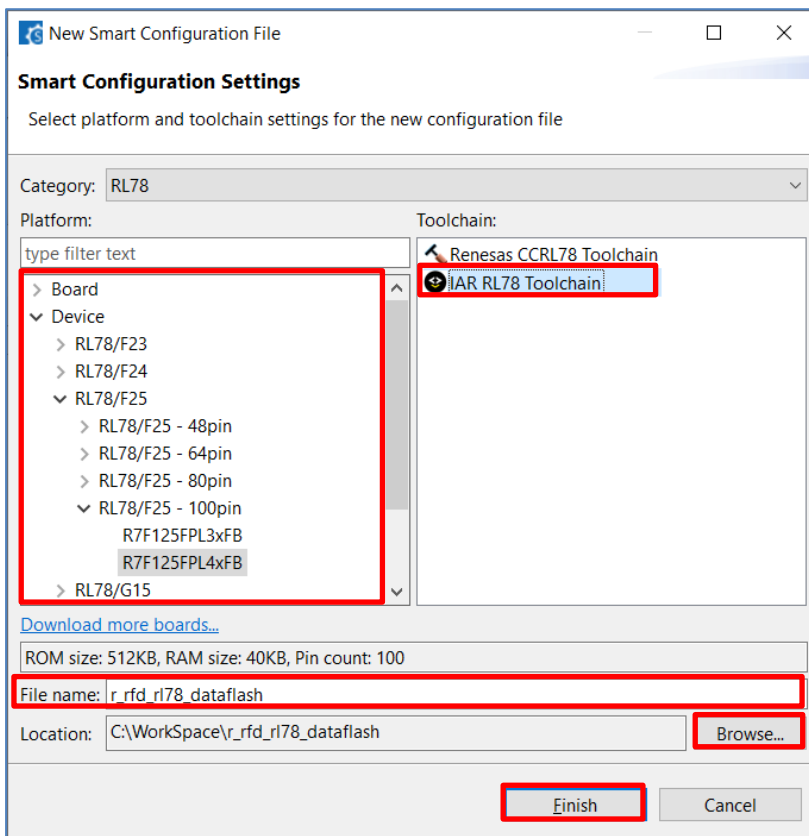 New Smart Configuration File
Smart Configuration Settings
Select platform and toolchain settings for the new configuration file
Category: RL78
Platform:
type filter text
Board
Device
RL78/F23
RL78/F24
RL78/F25
RL78/F25 - 48pin
RL78/F25 - 64pin
RL78/F25 - 80pin
RL78/F25 - 100pin
R7F125FPL3xFB
R7F125FPL4xFB
RL78/G15
Toolchain:
Renesas CCRL78 Toolchain
IAR RL78 Toolchain
Download more boards...
ROM size: 512KB, RAM size: 40KB, Pin count: 100
File name: r_rfd_rl78_dataflash
Location: C:\WorkSpace\r_rfd_rl78_dataflash Browse...
Finish Cancel